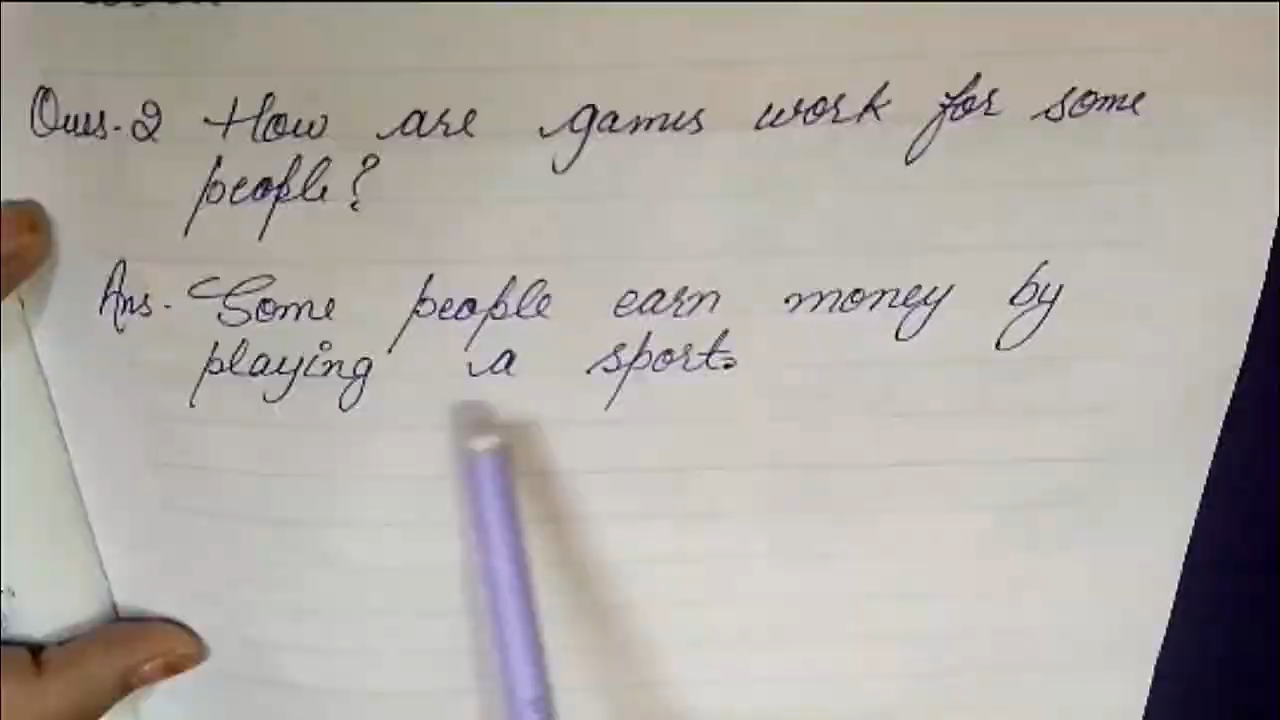 Ques.2 How are games work for some
people?
Ans. Some people earn money by
playing a sport.